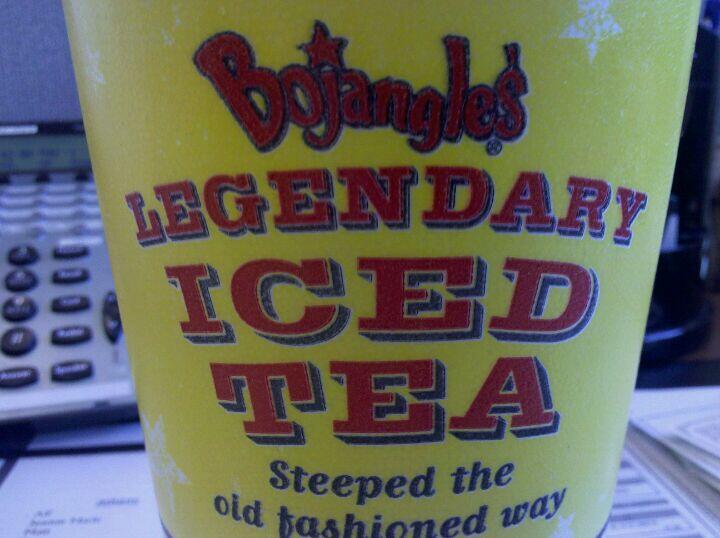 Bojangles'®
LEGENDARY
ICED
TEA
Steeped the
old fashioned way